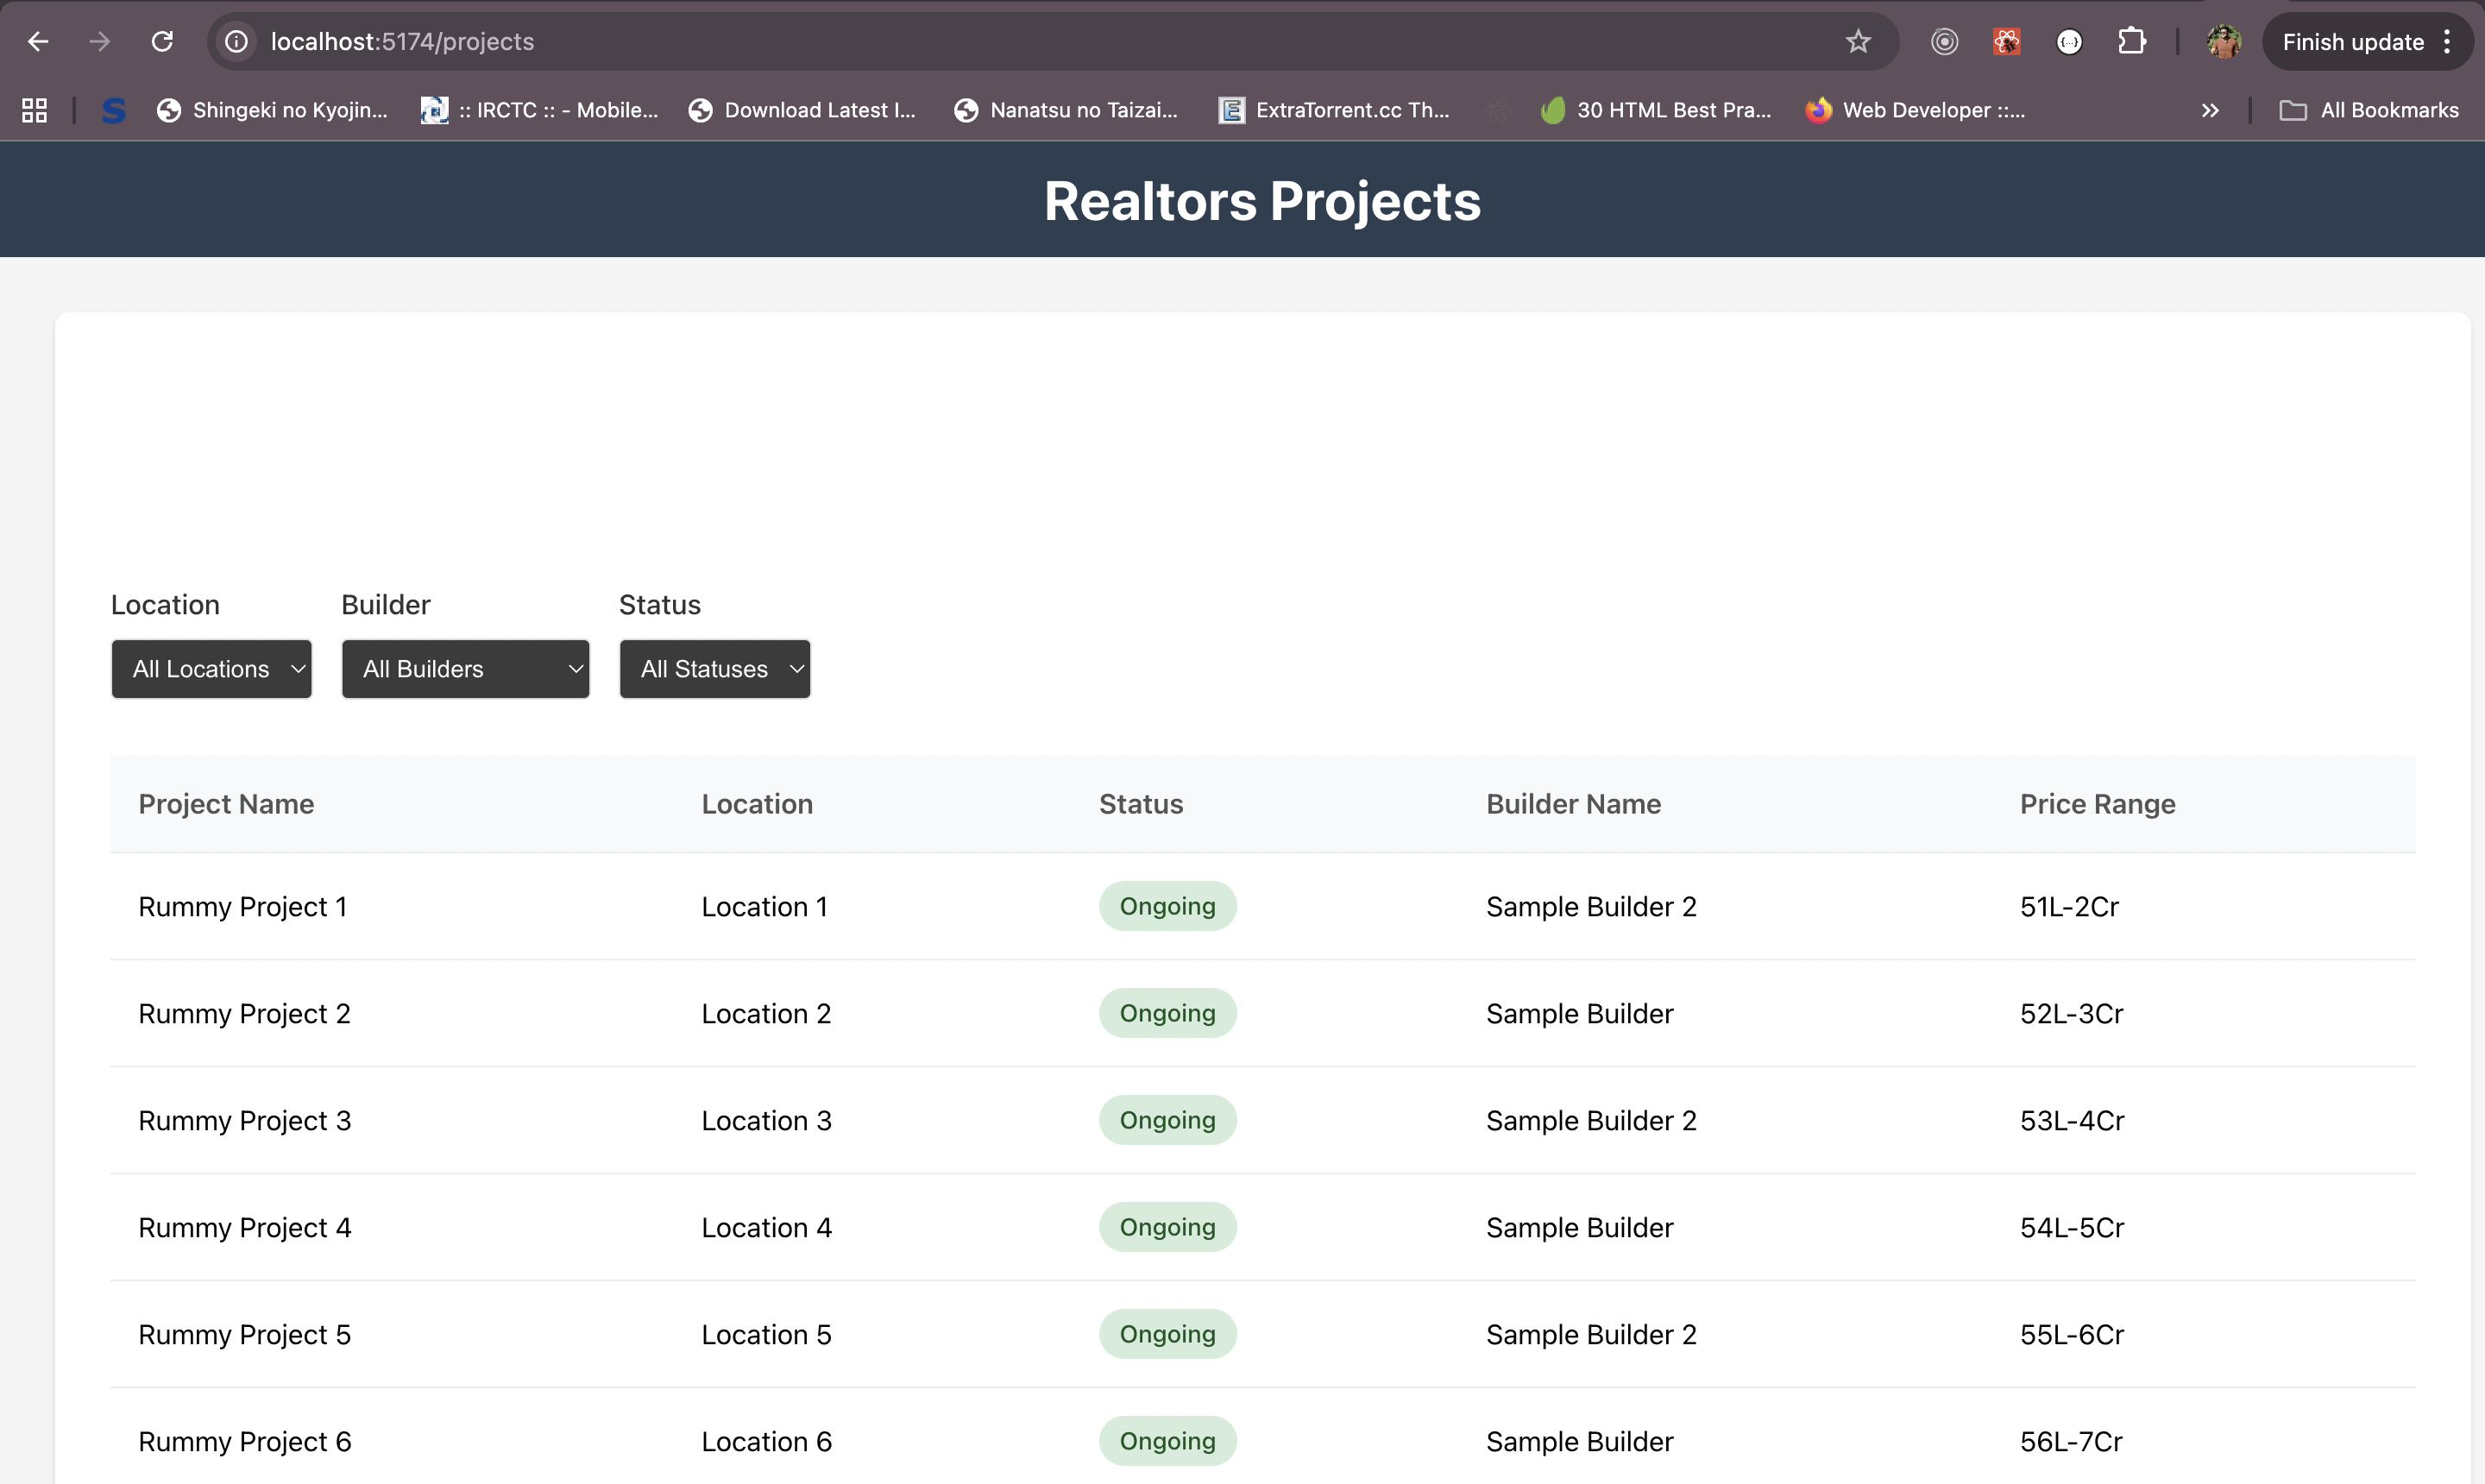 localhost:5174/projects
Finish update
S Shingeki no Kyojin... :: IRCTC :: - Mobile... Download Latest I... Nanatsu no Taizai... E ExtraTorrent.cc Th... 30 HTML Best Pra... Web Developer ::... All Bookmarks
Realtors Projects
Location Builder Status
All Locations All Builders All Statuses
Project Name Location Status Builder Name Price Range
Rummy Project 1 Location 1 Ongoing Sample Builder 2 51L-2Cr
Rummy Project 2 Location 2 Ongoing Sample Builder 52L-3Cr
Rummy Project 3 Location 3 Ongoing Sample Builder 2 53L-4Cr
Rummy Project 4 Location 4 Ongoing Sample Builder 54L-5Cr
Rummy Project 5 Location 5 Ongoing Sample Builder 2 55L-6Cr
Rummy Project 6 Location 6 Ongoing Sample Builder 56L-7Cr